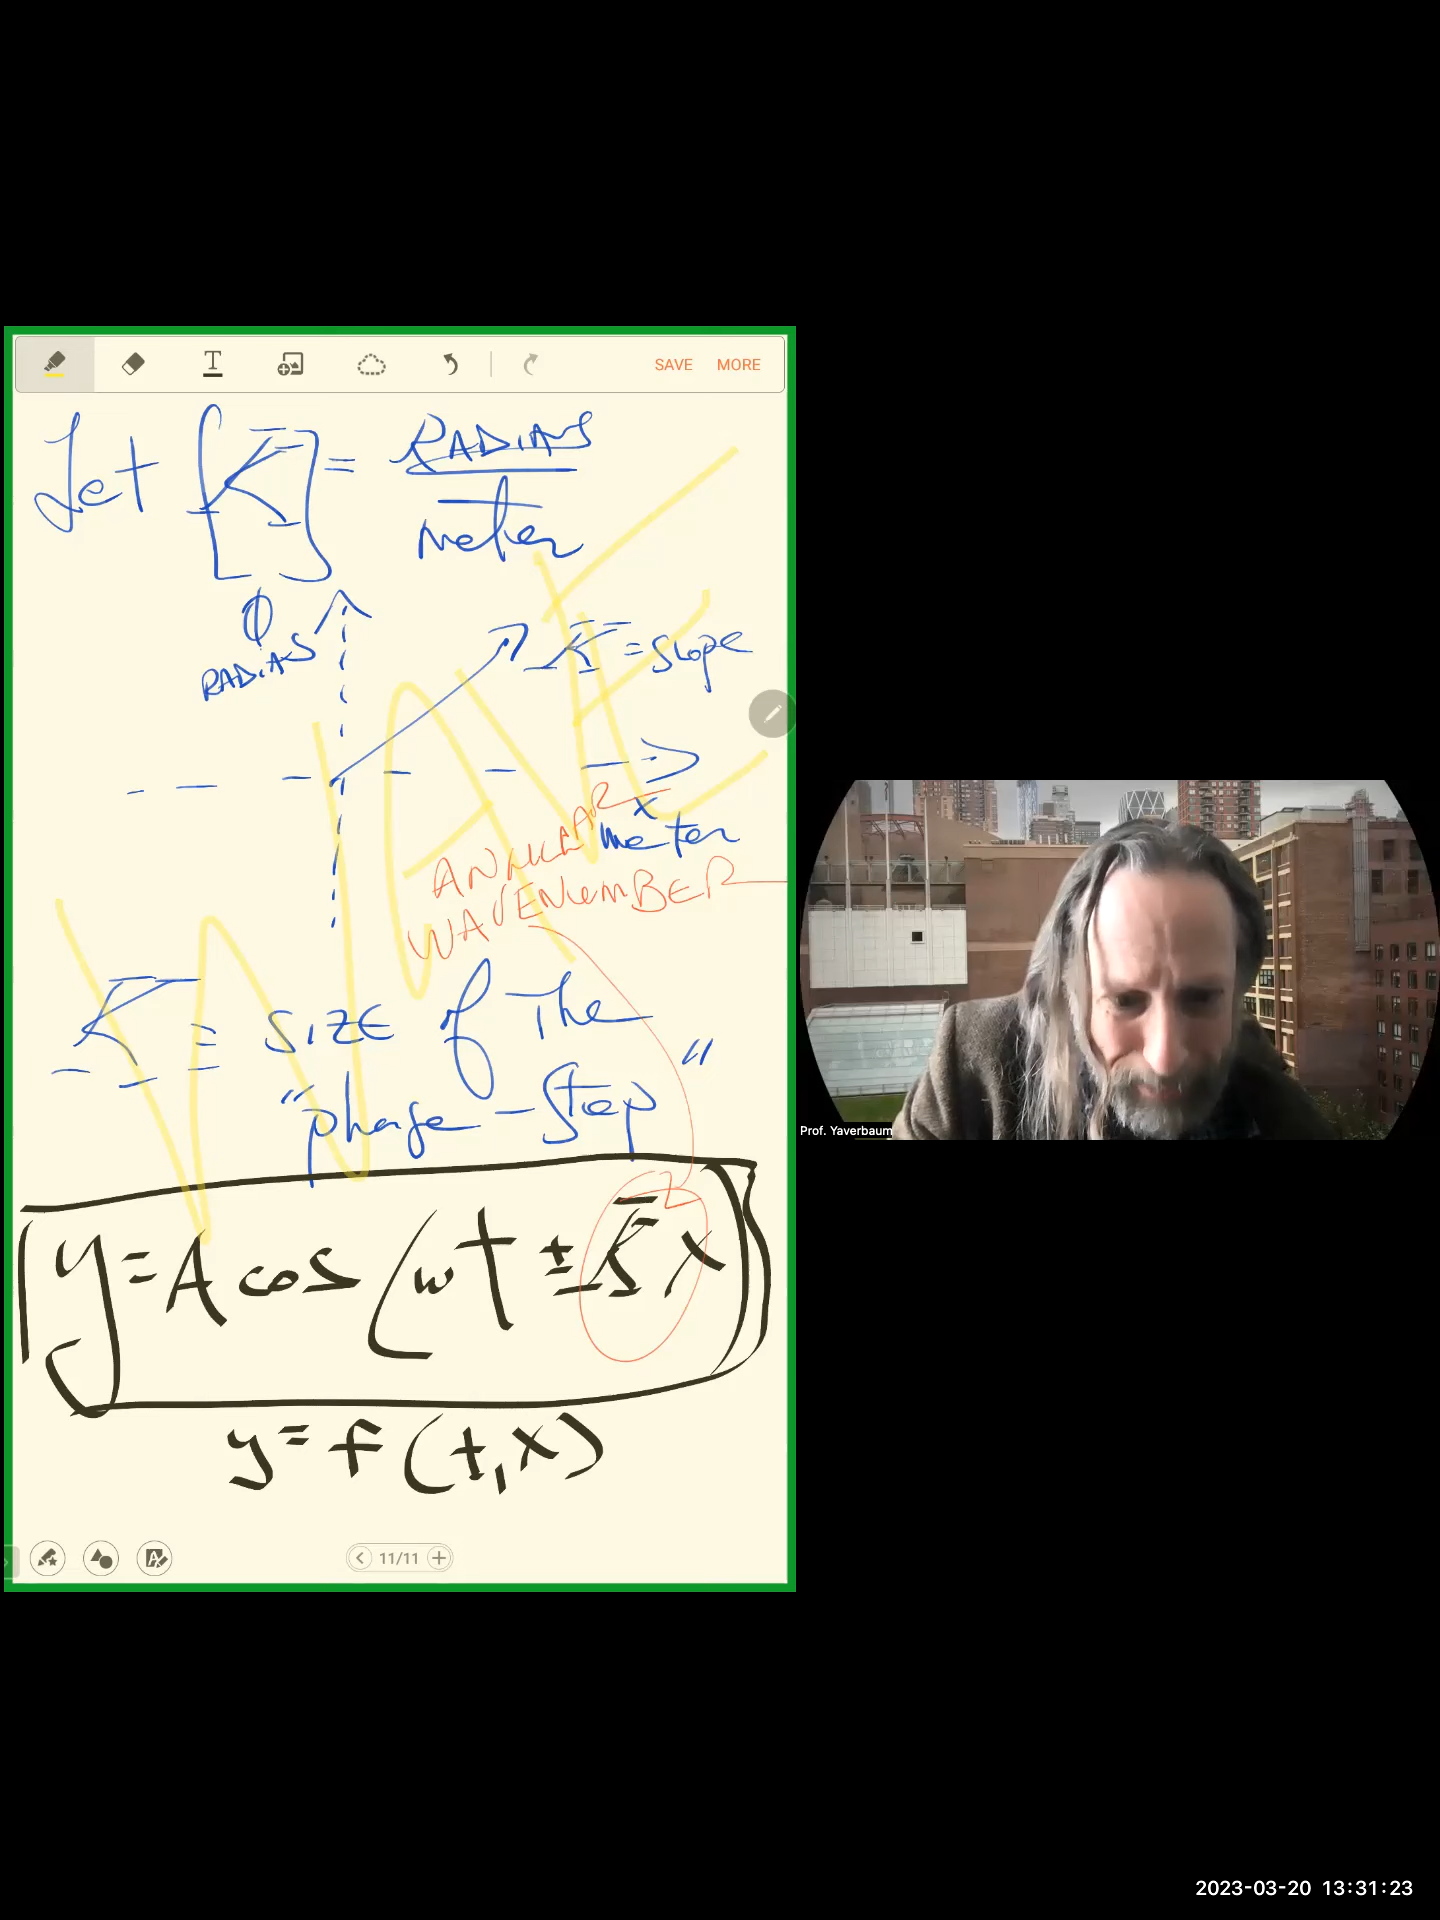 T SAVE MORE
Let [K] = RADIANS
meter
φ
RADIANS
K = slope
x
meter
ANGULAR
WAVENUMBER
WAVE
K ≡ SIZE of The
"phase-step"
y = A cos (ωt ± Kx)
y = f(t,x)
11/11
Prof. Yaverbaum
2023-03-20 13:31:23